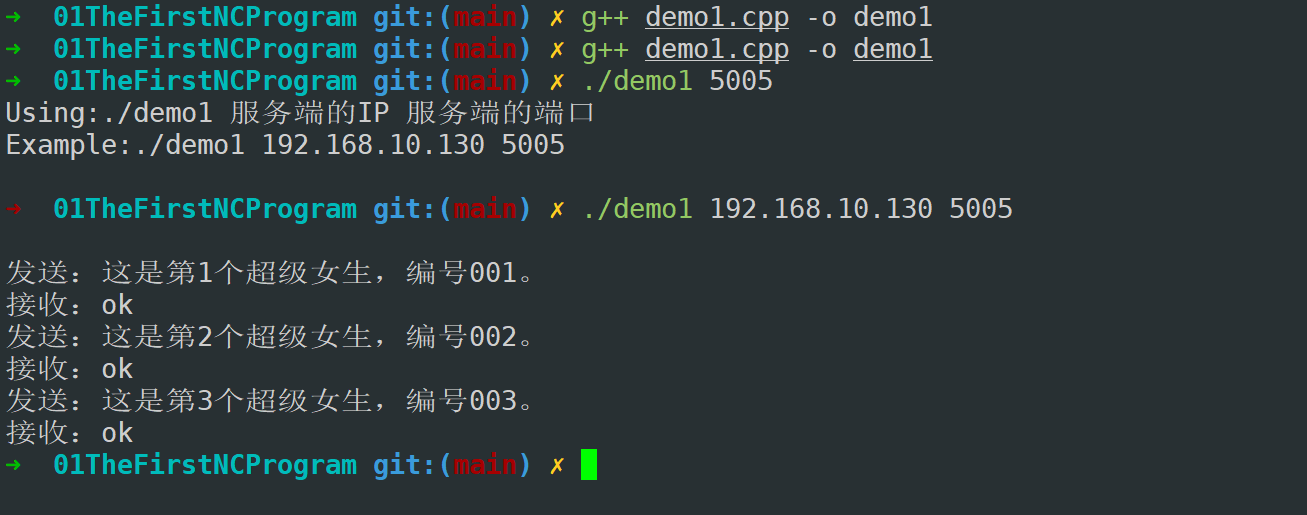 ➜  01TheFirstNCProgram git:(main) ✗ g++ demo1.cpp -o demo1
➜  01TheFirstNCProgram git:(main) ✗ g++ demo1.cpp -o demo1
➜  01TheFirstNCProgram git:(main) ✗ ./demo1 5005
Using:./demo1 服务端的IP 服务端的端口
Example:./demo1 192.168.10.130 5005
➜  01TheFirstNCProgram git:(main) ✗ ./demo1 192.168.10.130 5005
发送：这是第1个超级女生，编号001。
接收：ok
发送：这是第2个超级女生，编号002。
接收：ok
发送：这是第3个超级女生，编号003。
接收：ok
➜  01TheFirstNCProgram git:(main) ✗